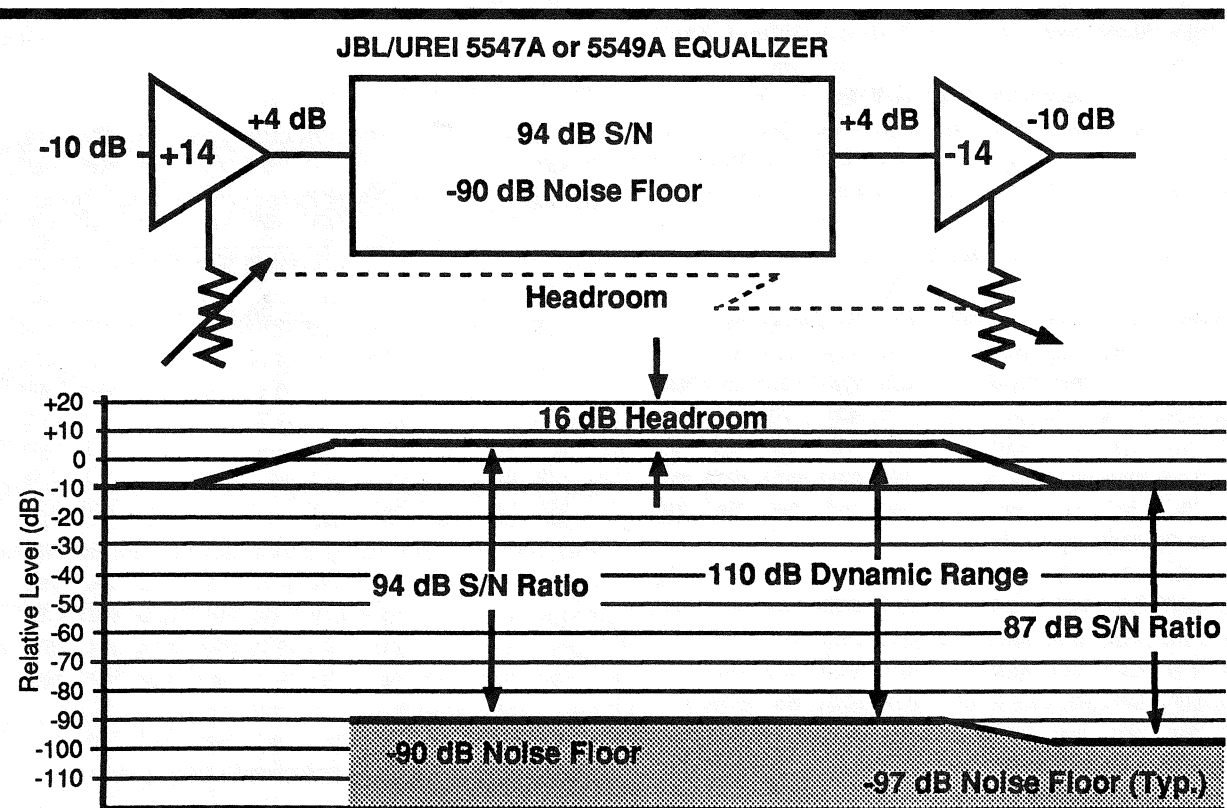 JBL/UREI 5547A or 5549A EQUALIZER
-10 dB
+14
+4 dB
94 dB S/N
-90 dB Noise Floor
+4 dB
-14
-10 dB
Headroom
+20
+10
0
-10
-20
-30
-40
-50
-60
-70
-80
-90
-100
-110
Relative Level (dB)
16 dB Headroom
94 dB S/N Ratio
110 dB Dynamic Range
87 dB S/N Ratio
-90 dB Noise Floor
-97 dB Noise Floor (Typ.)